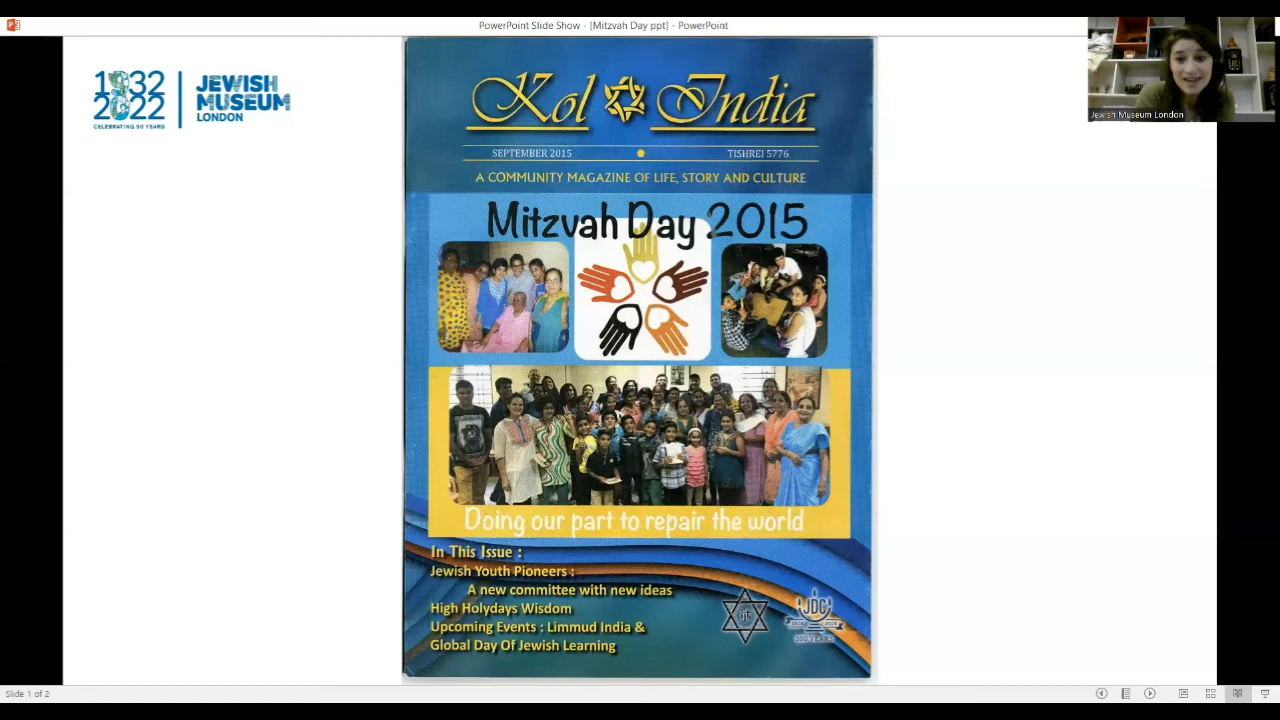 PowerPoint Slide Show - [Mitzvah Day ppt] - PowerPoint
1932
2022
CELEBRATING 90 YEARS
JEWISH
MUSEUM
LONDON
Jewish Museum London
Kol India
SEPTEMBER 2015
TISHREI 5776
A COMMUNITY MAGAZINE OF LIFE, STORY AND CULTURE
Mitzvah Day 2015
Doing our part to repair the world
In This Issue :
Jewish Youth Pioneers :
A new committee with new ideas
High Holydays Wisdom
Upcoming Events : Limmud India &
Global Day Of Jewish Learning
JDC
100 YEARS
Slide 1 of 2